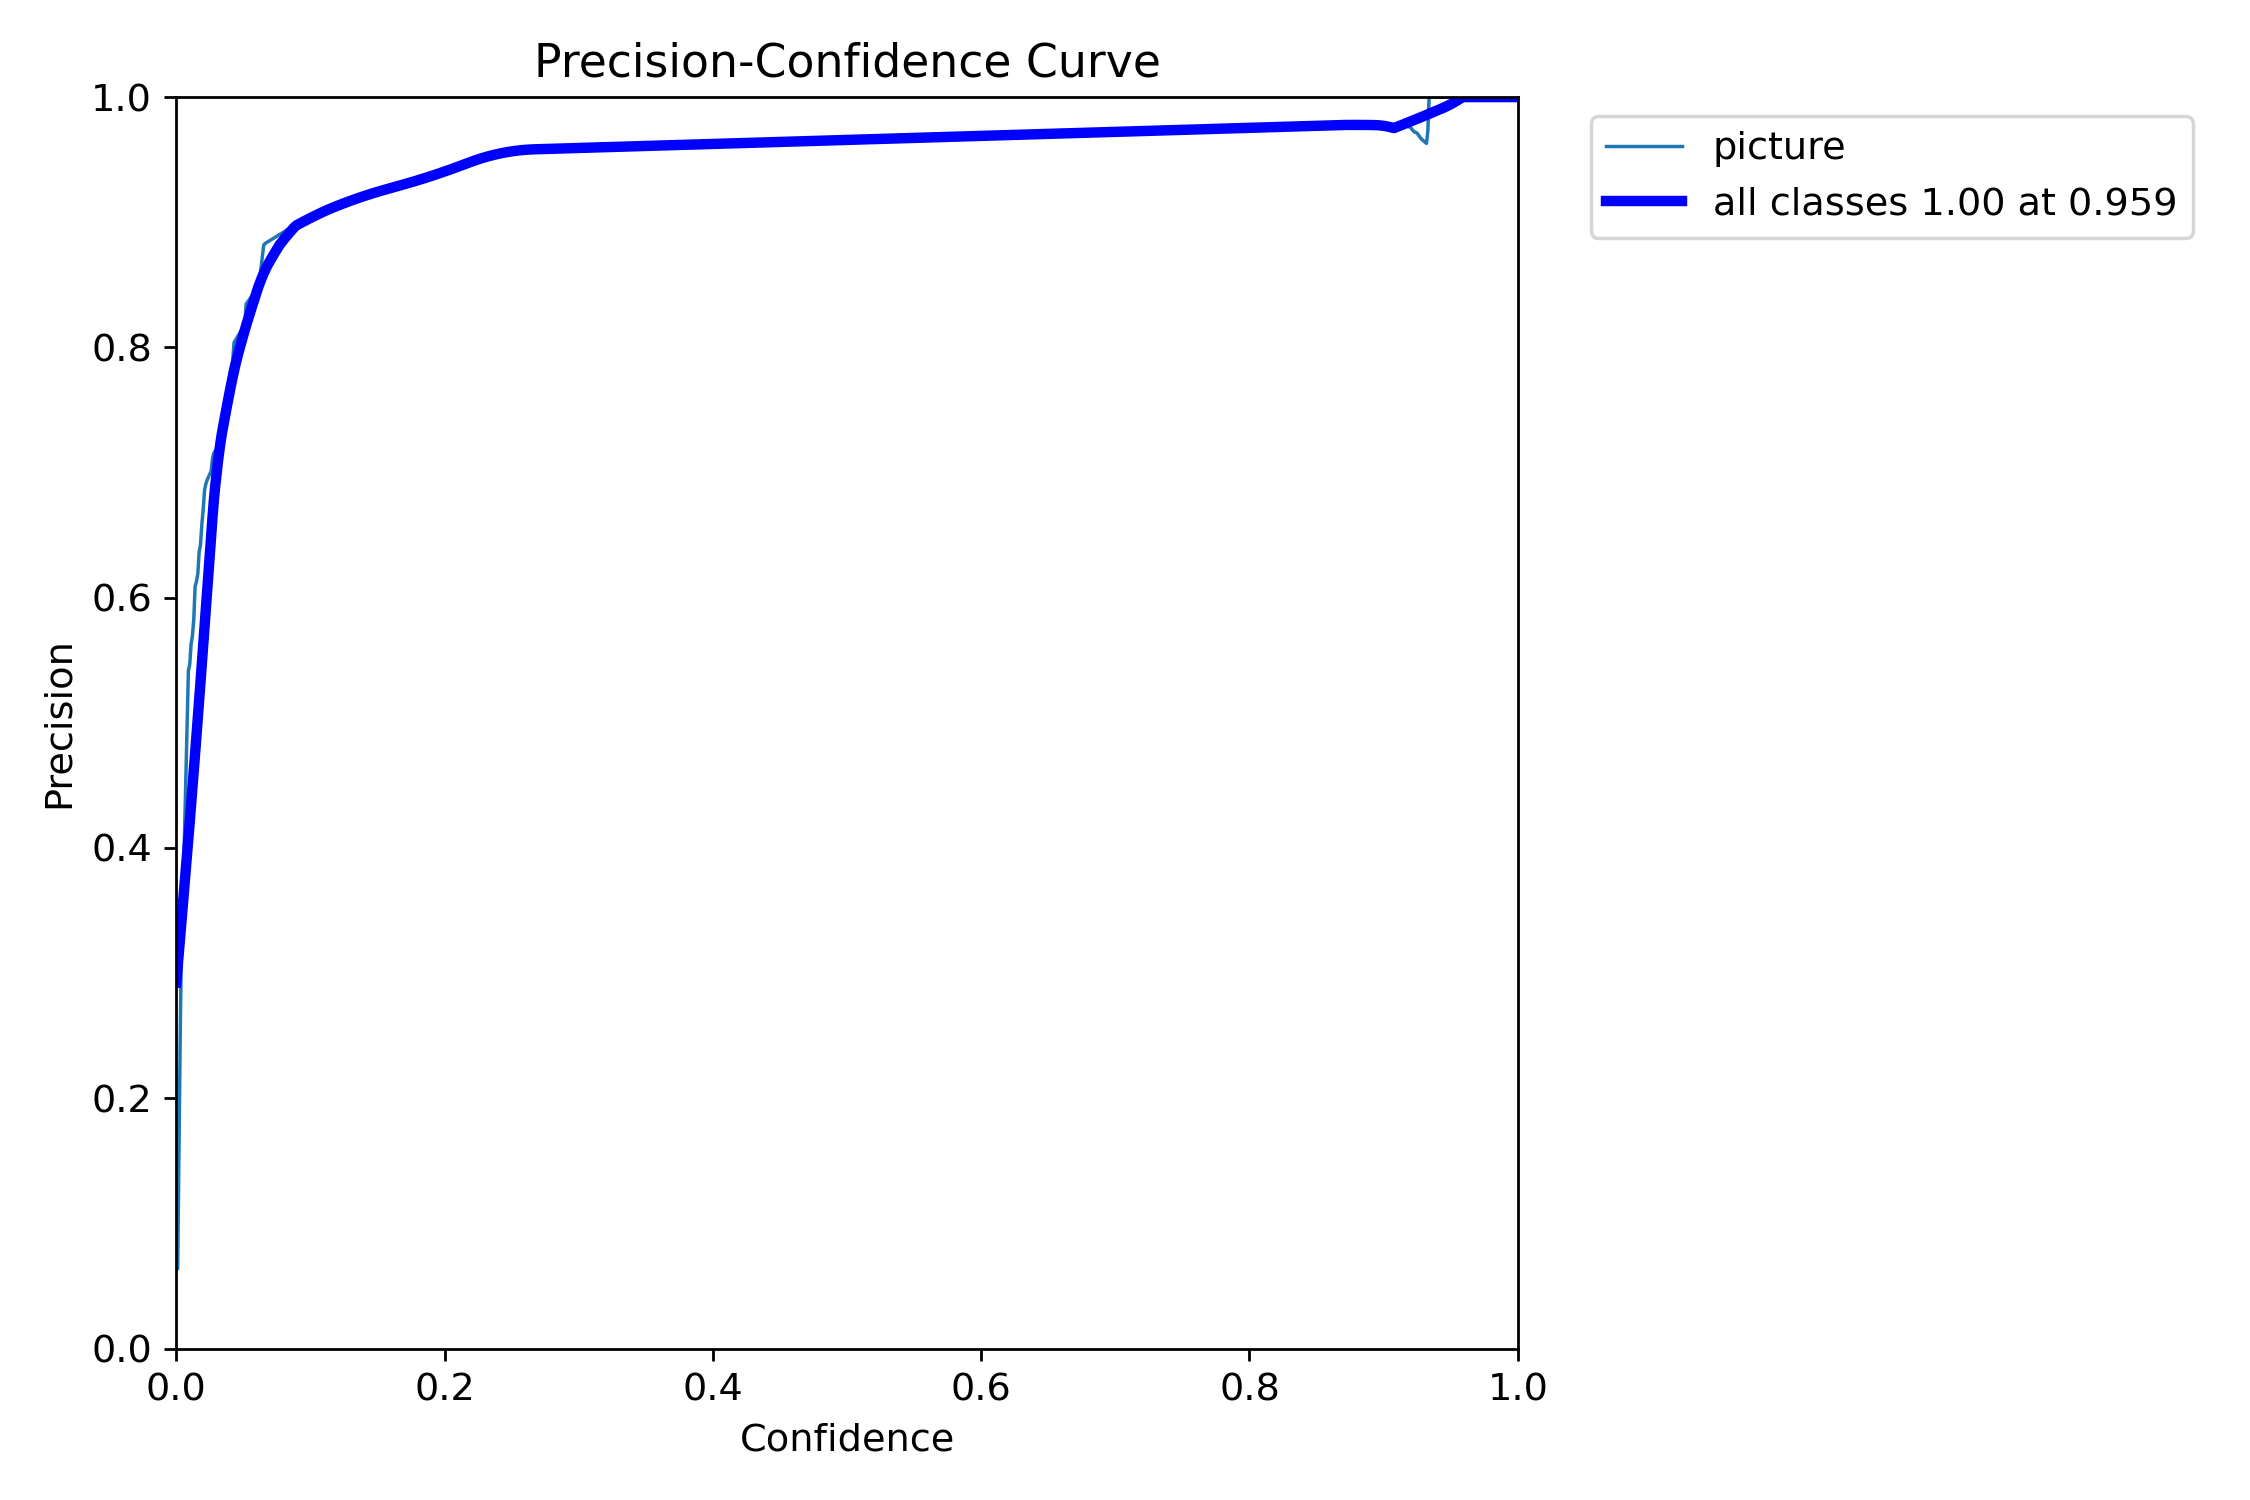 Precision-Confidence Curve
1.0
0.8
0.6
0.4
0.2
0.0
Precision
0.0 0.2 0.4 0.6 0.8 1.0
Confidence
picture
all classes 1.00 at 0.959